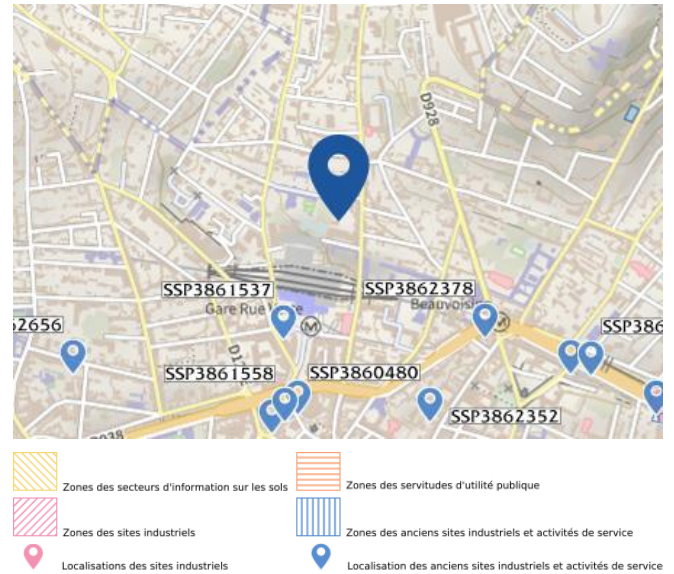 D928
SSP3861537
SSP3862378
Gare Rue
Beauvoisi
62656
SSP386
SSP3861558
SSP3860480
SSP3862352
D938
Zones des secteurs d'information sur les sols
Zones des servitudes d'utilité publique
Zones des sites industriels
Zones des anciens sites industriels et activités de service
Localisations des sites industriels
Localisation des anciens sites industriels et activités de service